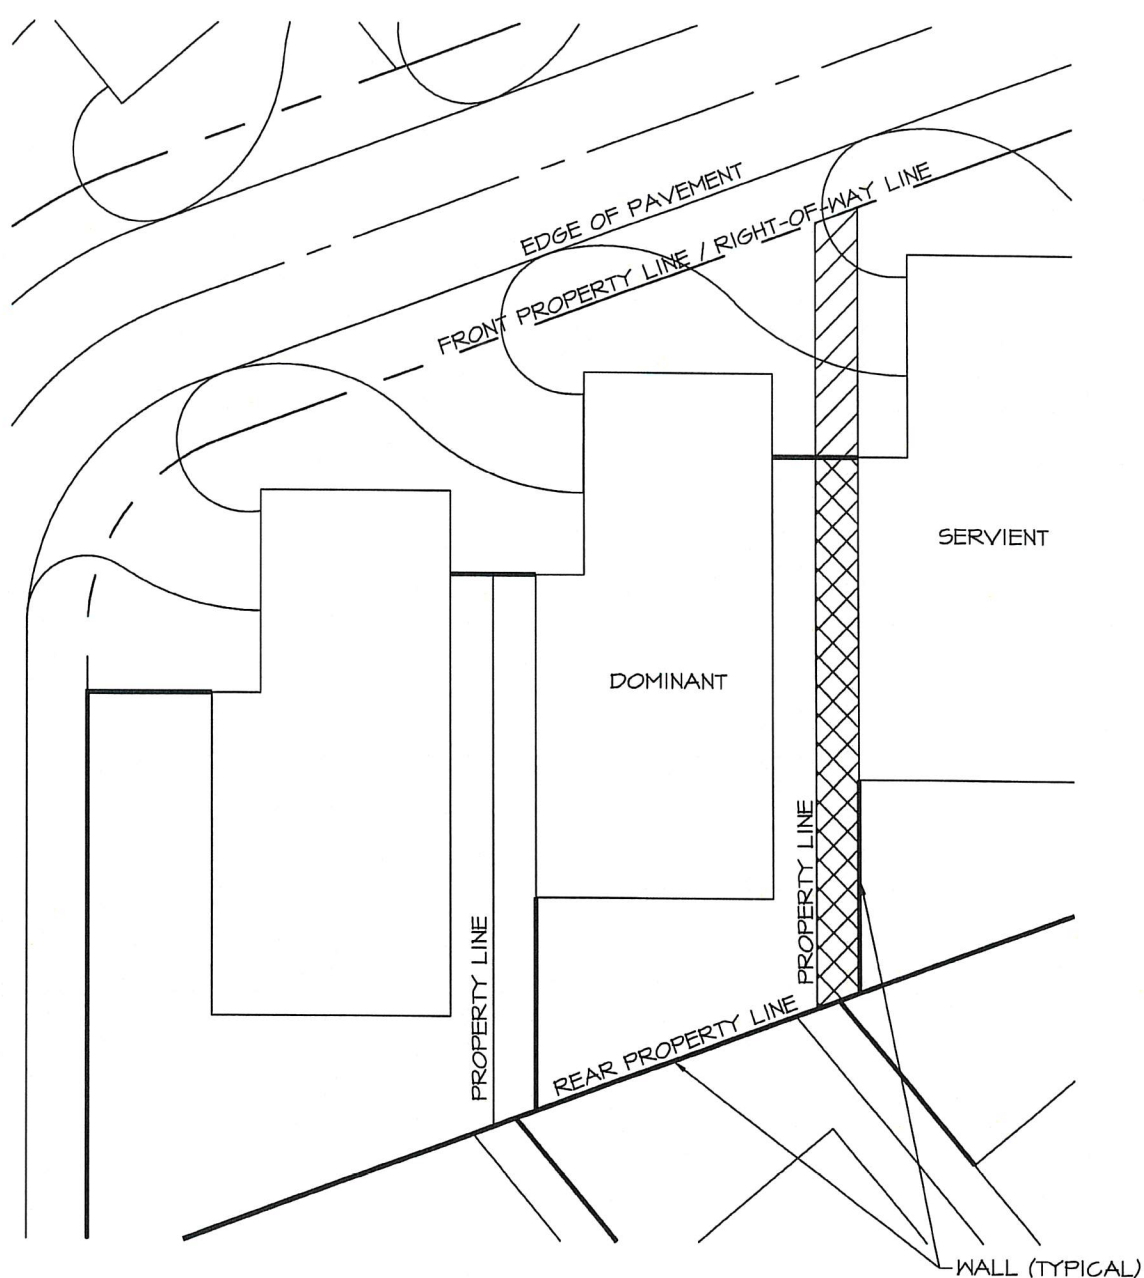 EDGE OF PAVEMENT
FRONT PROPERTY LINE / RIGHT-OF-WAY LINE
SERVIENT
DOMINANT
PROPERTY LINE
PROPERTY LINE
REAR PROPERTY LINE
WALL (TYPICAL)